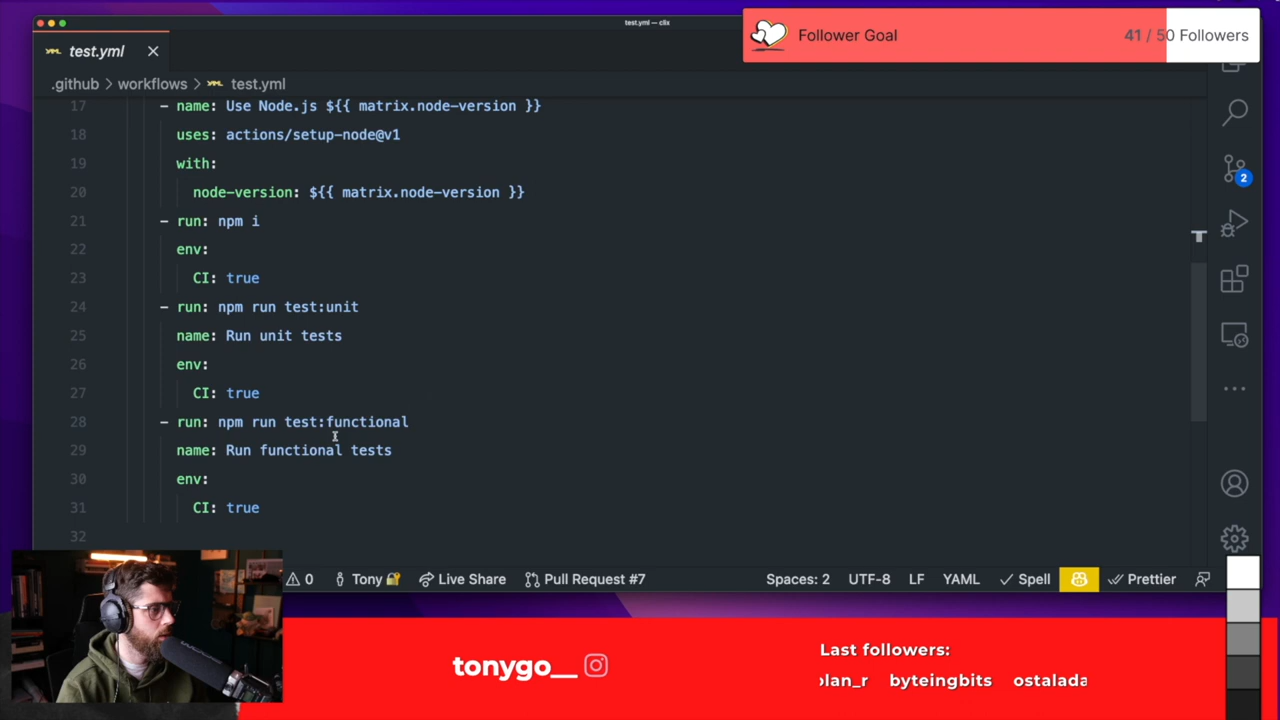 test.yml — clix
Follower Goal 41 / 50 Followers
test.yml
.github > workflows > test.yml
17 - name: Use Node.js ${{ matrix.node-version }}
18 uses: actions/setup-node@v1
19 with:
20 node-version: ${{ matrix.node-version }}
21 - run: npm i
22 env:
23 CI: true
24 - run: npm run test:unit
25 name: Run unit tests
26 env:
27 CI: true
28 - run: npm run test:functional
29 name: Run functional tests
30 env:
31 CI: true
32
2
0 Tony Live Share Pull Request #7 Spaces: 2 UTF-8 LF YAML Spell Prettier
tonygo__
Last followers:
olan_r byteingbits ostalada